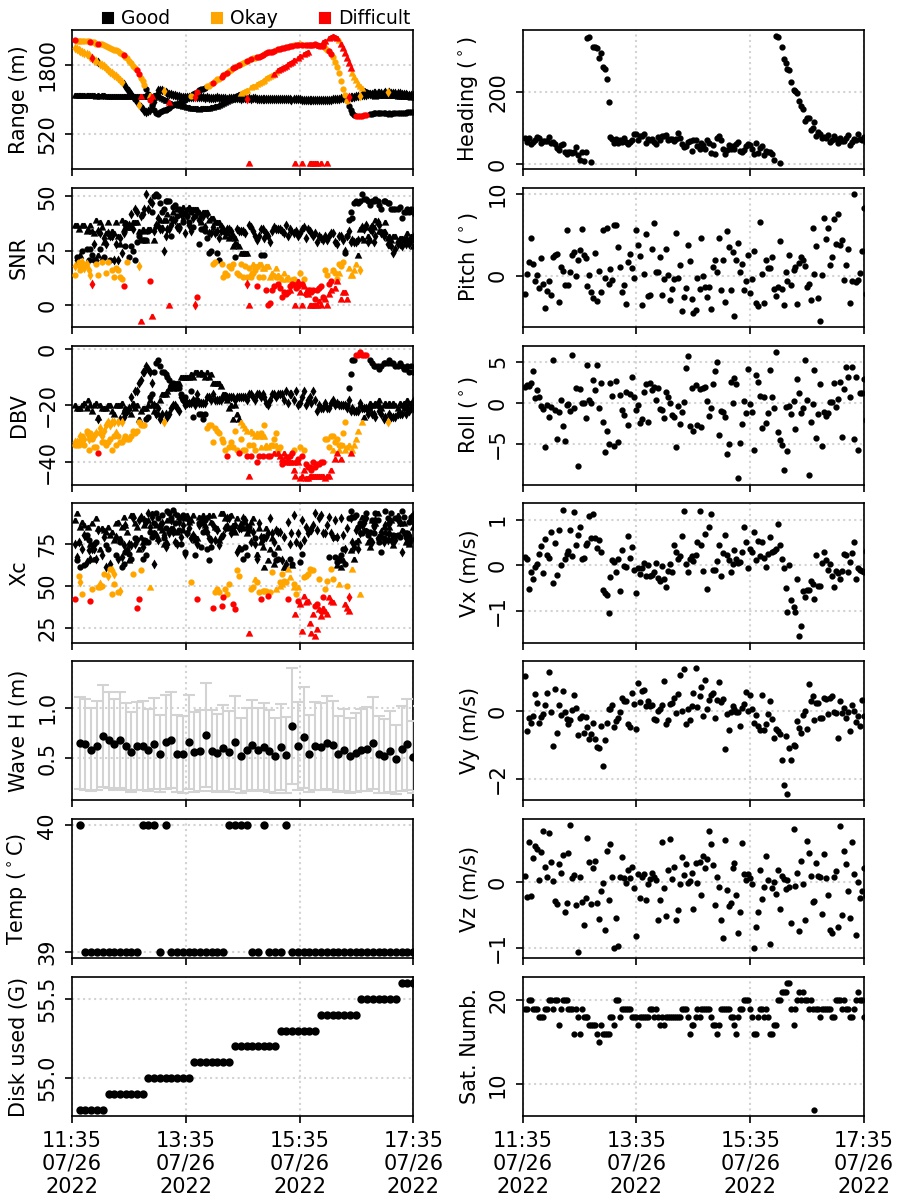 Good Okay Difficult
Range (m)
1800
520
Heading (°)
200
0
SNR
50
25
0
Pitch (°)
10
0
DBV
0
−20
−40
Roll (°)
5
0
−5
Xc
75
50
25
Vx (m/s)
1
0
−1
Wave H (m)
1.0
0.5
Vy (m/s)
0
−2
Temp (°C)
40
39
Vz (m/s)
0
−1
Disk used (G)
55.5
55.0
Sat. Numb.
20
10
11:35 13:35 15:35 17:35
07/26 07/26 07/26 07/26
2022 2022 2022 2022
11:35 13:35 15:35 17:35
07/26 07/26 07/26 07/26
2022 2022 2022 2022